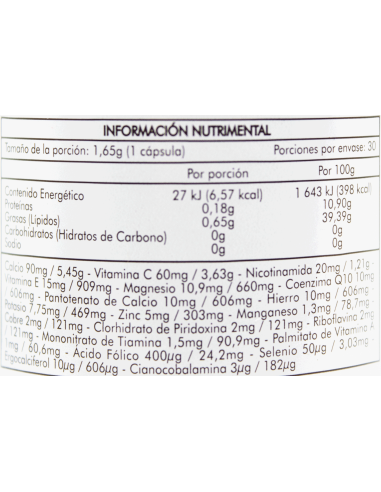 INFORMACIÓN NUTRIMENTAL
Tamaño de la porción: 1,65g (1 cápsula) Porciones por envase: 30
Por porción Por 100g
Contenido Energético 27 kJ (6,57 kcal) 1 643 kJ (398 kcal)
Proteínas 0,18g 10,90g
Grasas (Lípidos) 0,65g 39,39g
Carbohidratos (Hidratos de Carbono) 0g 0g
Sodio 0g 0g
Calcio 90mg / 5,45g - Vitamina C 60mg / 3,63g - Nicotinamida 20mg / 1,21g -
Vitamina E 15mg / 909mg - Magnesio 10,9mg / 660mg - Coenzima Q10 10mg
/ 606mg - Pantotenato de Calcio 10mg / 606mg - Hierro 10mg / 606mg -
Potasio 7,75mg / 469mg - Zinc 5mg / 303mg - Manganeso 1,3mg / 78,7mg -
Cobre 2mg / 121mg - Clorhidrato de Piridoxina 2mg / 121mg - Riboflavina 2mg
/ 121mg - Mononitrato de Tiamina 1,5mg / 90,9mg - Palmitato de Vitamina A
/ 60,6mg - Ácido Fólico 400µg / 24,2mg - Selenio 50µg / 3,03mg -
Ergocalciferol 10µg / 606µg - Cianocobalamina 3µg / 182µg